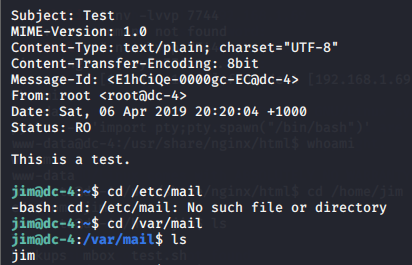 Subject: Test
MIME-Version: 1.0
Content-Type: text/plain; charset="UTF-8"
Content-Transfer-Encoding: 8bit
Message-Id: <E1hCiQe-0000gc-EC@dc-4>
From: root <root@dc-4>
Date: Sat, 06 Apr 2019 20:20:04 +1000
Status: RO
This is a test.
jim@dc-4:~$ cd /etc/mail
-bash: cd: /etc/mail: No such file or directory
jim@dc-4:~$ cd /var/mail
jim@dc-4:/var/mail$ ls
jim